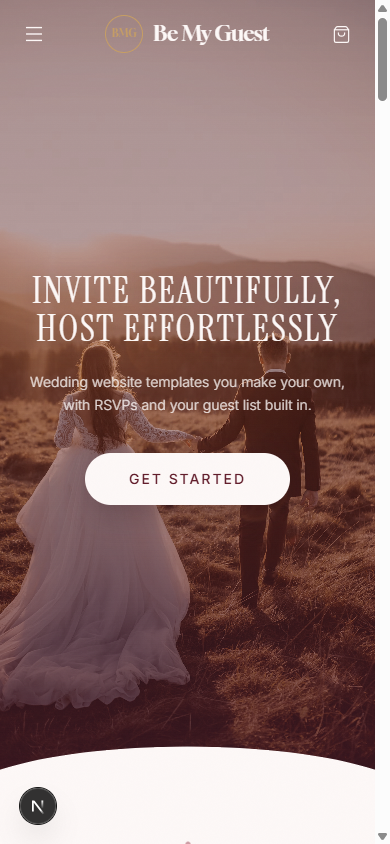 BMG Be My Guest
INVITE BEAUTIFULLY,
HOST EFFORTLESSLY
Wedding website templates you make your own,
with RSVPs and your guest list built in.
GET STARTED
N